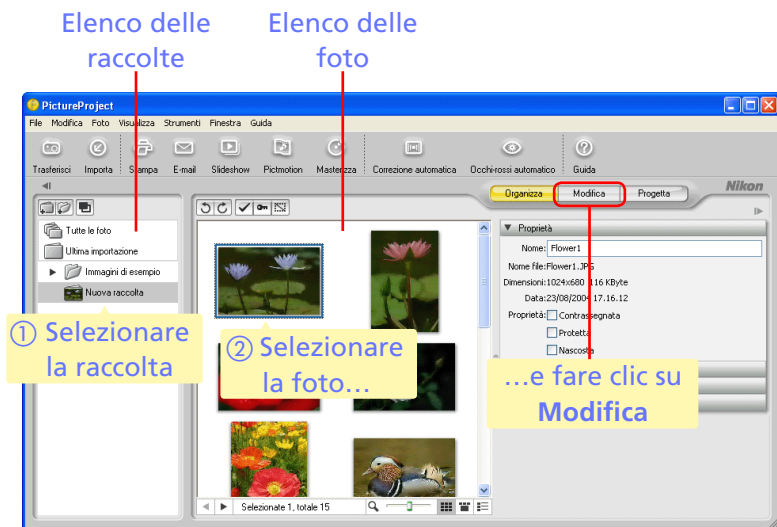 Elenco delle
raccolte
Elenco delle
foto
PictureProject
File Modifica Foto Visualizza Strumenti Finestra Guida
Trasferisci Importa Stampa E-mail Slideshow Pictmotion Masterizza Correzione automatica Occhi-rossi automatico Guida
Organizza Modifica Progetta Nikon
Tutte le foto
Ultima importazione
Immagini di esempio
Nuova raccolta
① Selezionare
la raccolta
② Selezionare
la foto…
Proprietà
Nome: Flower1
Nome file:Flower1.JPG
Dimensioni:1024x680 116 KByte
Data:23/08/2004 17.16.12
Proprietà: Contrassegnata
Protetta
Nascosta
…e fare clic su
Modifica
Selezionate 1, totale 15